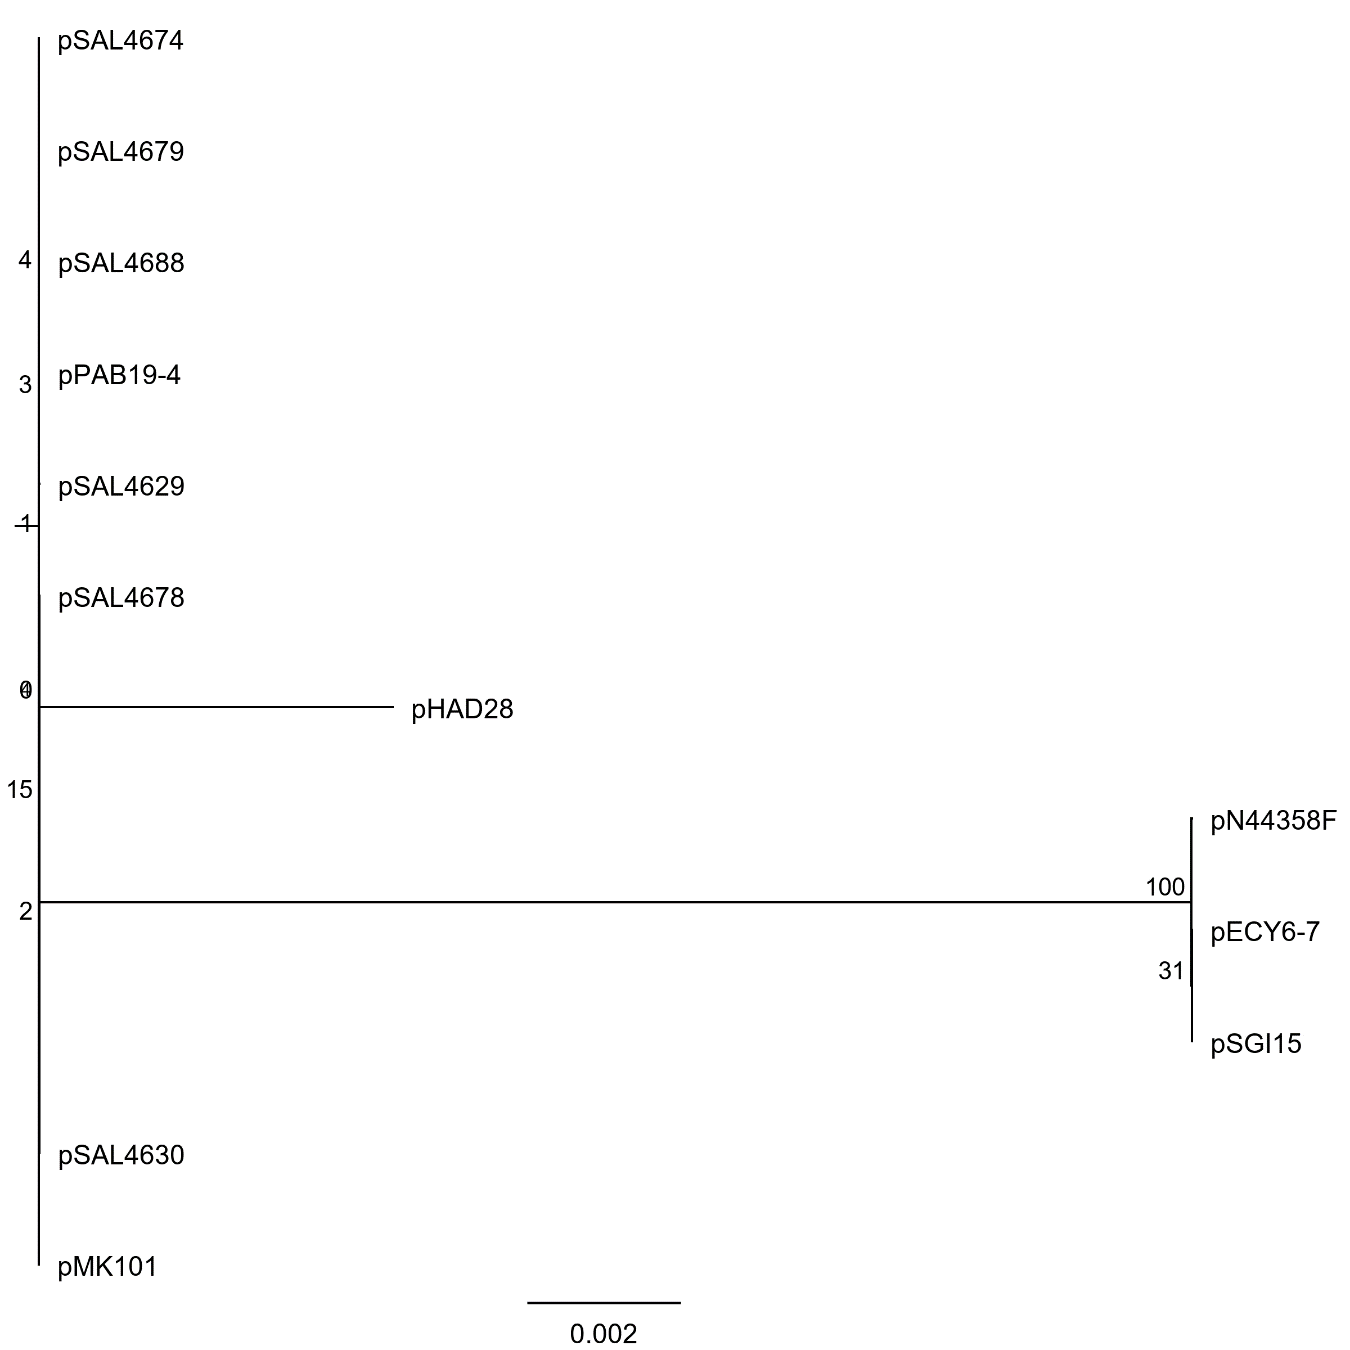 pSAL4674
pSAL4679
4
pSAL4688
3
pPAB19-4
pSAL4629
1
pSAL4678
pHAD28
15
pN44358F
100
2
pECY6-7
31
pSGI15
pSAL4630
pMK101
0.002